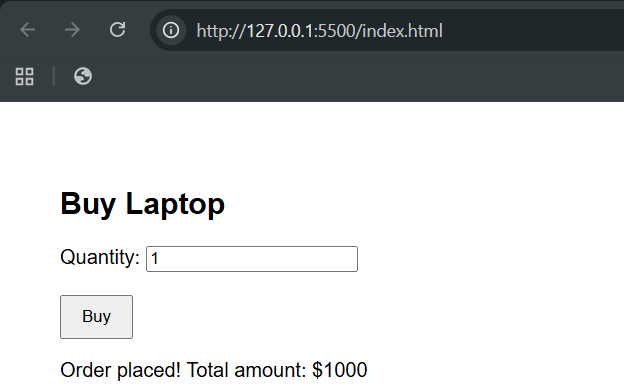 http://127.0.0.1:5500/index.html
Buy Laptop
Quantity: 1
Buy
Order placed! Total amount: $1000